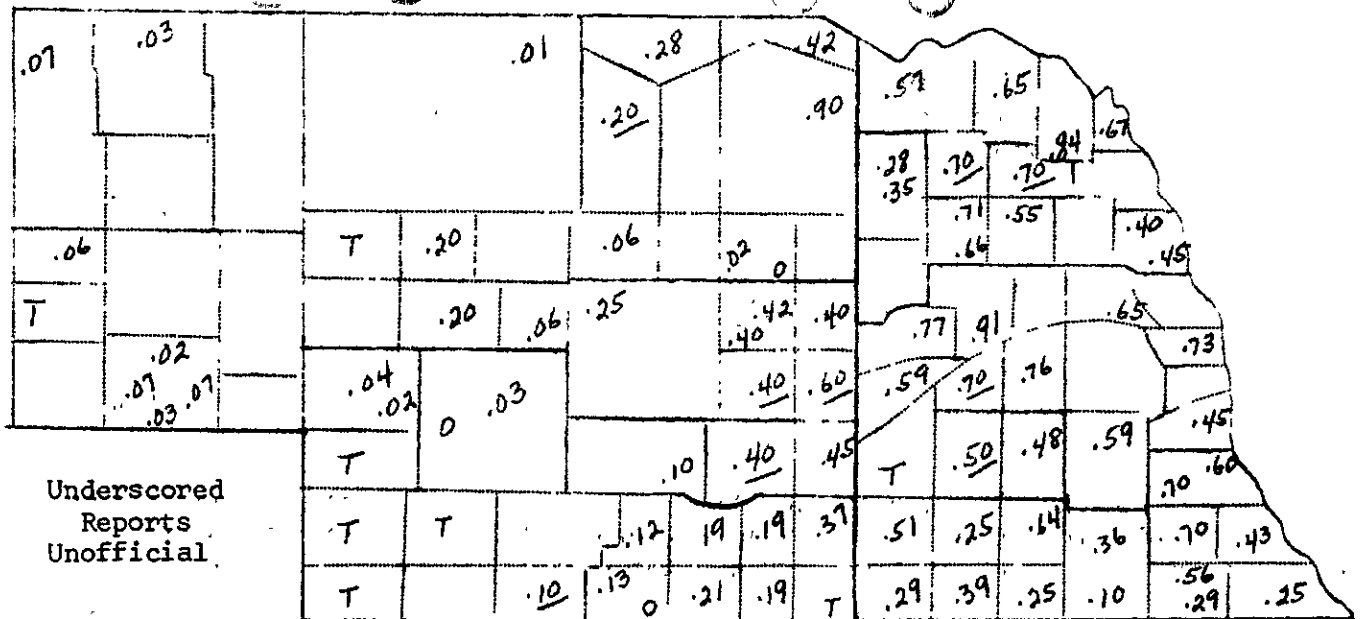 .07 .03 .01 .28 .42
.20 .90 .57 .65 .67
.28 .70 .70 .94 T
.35
.06 T .20 .06 .02 O .71 .55 .40
.66 .45
T .20 .06 .25 .42 .40 .77 .91 .65
.40 .73
.02 .04 .03 .40 .60 .59 .70 .76
.07 .07 .02 O .45
.03
T .10 .40 .45 T .50 .48 .59
.70 .60
Underscored
Reports
Unofficial
T T .12 19 .19 .37 .51 .25 .64 .36 .70 .43
T .10 .13 O .21 .19 T .29 .39 .25 .10 .56 .25
.29